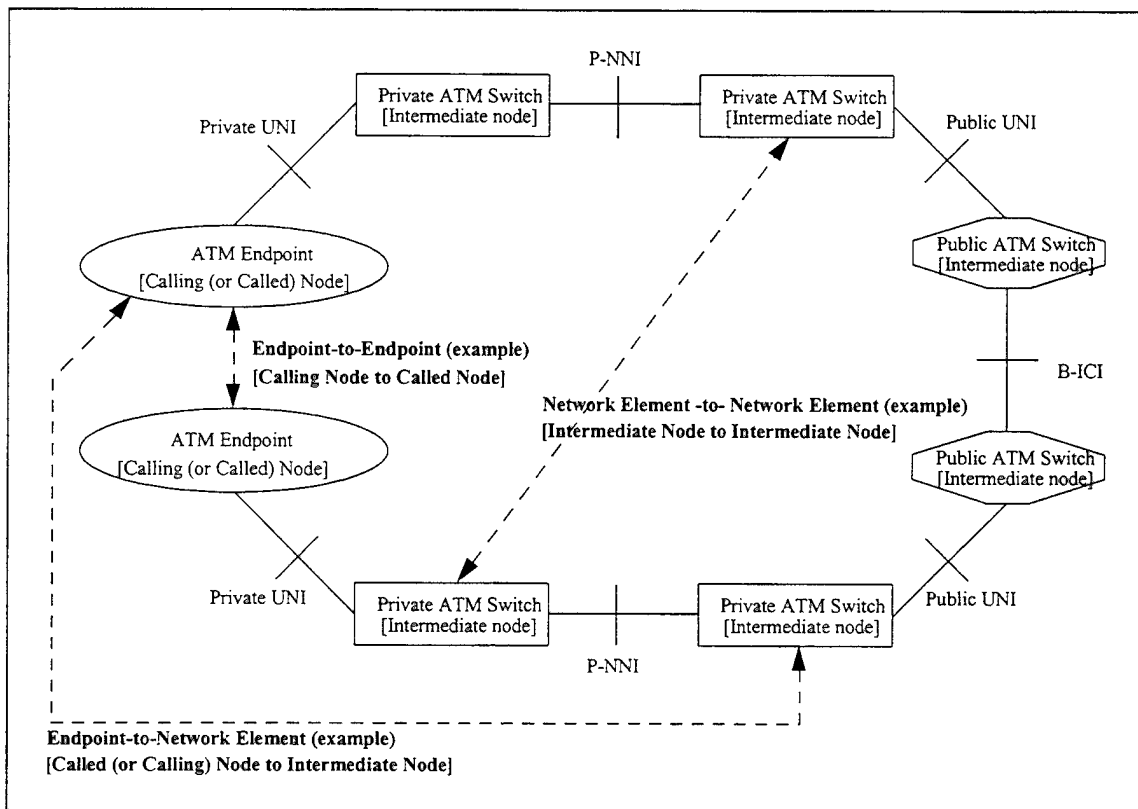 P-NNI
Private ATM Switch
[Intermediate node]
Private ATM Switch
[Intermediate node]
Private UNI
Public UNI
ATM Endpoint
[Calling (or Called) Node]
Public ATM Switch
[Intermediate node]
Endpoint-to-Endpoint (example)
[Calling Node to Called Node]
B-ICI
Network Element -to- Network Element (example)
[Intermediate Node to Intermediate Node]
ATM Endpoint
[Calling (or Called) Node]
Public ATM Switch
[Intermediate node]
Private UNI
Public UNI
Private ATM Switch
[Intermediate node]
Private ATM Switch
[Intermediate node]
P-NNI
Endpoint-to-Network Element (example)
[Called (or Calling) Node to Intermediate Node]